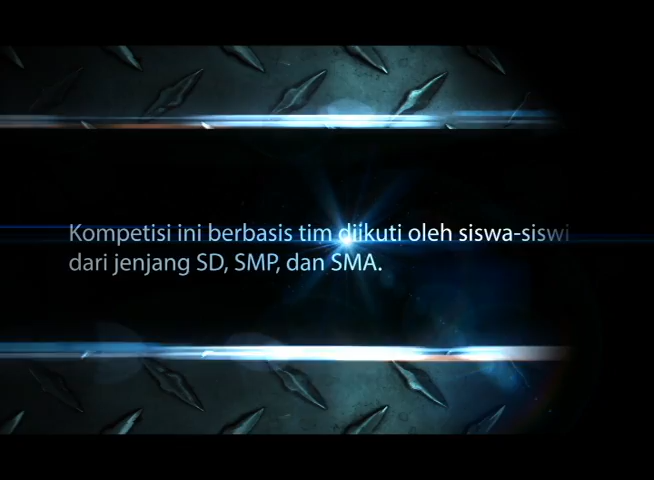 Kompetisi ini berbasis tim diikuti oleh siswa-siswi
dari jenjang SD, SMP, dan SMA.